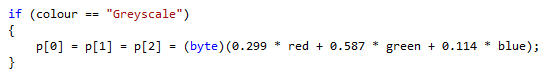 if (colour == "Greyscale")
{
    p[0] = p[1] = p[2] = (byte)(0.299 * red + 0.587 * green + 0.114 * blue);
}